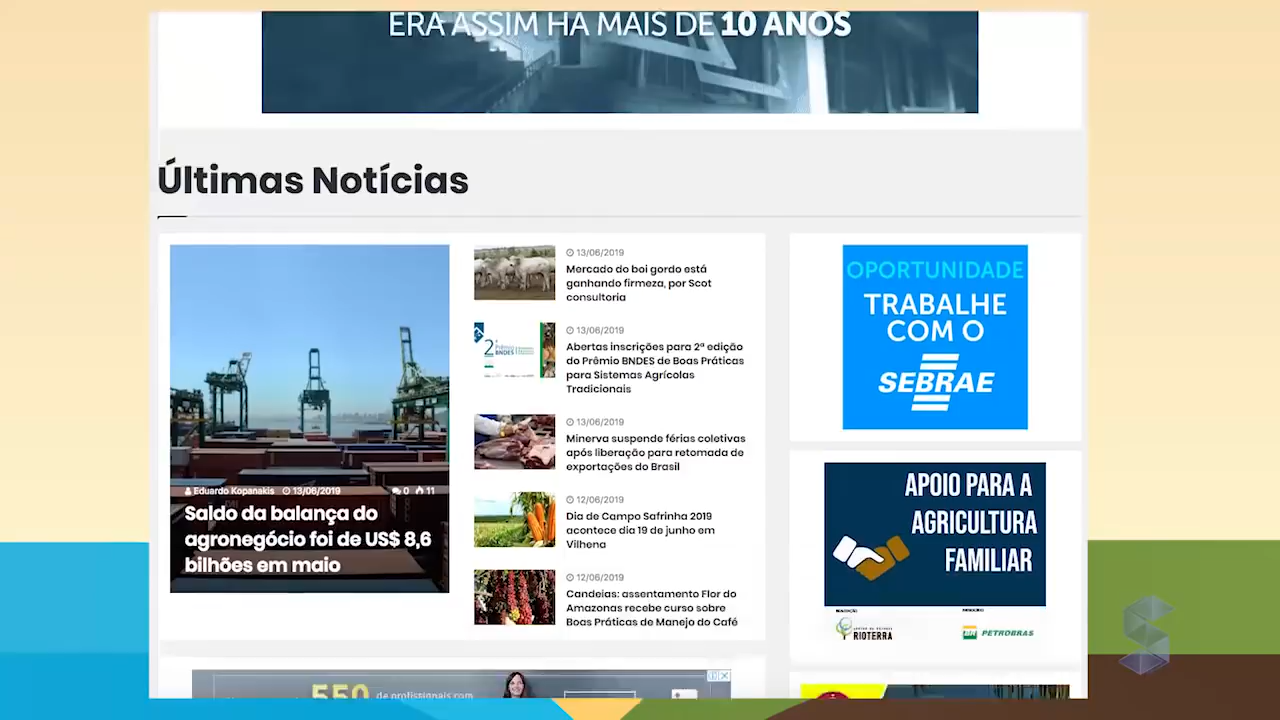 ERA ASSIM HÁ MAIS DE 10 ANOS
Últimas Notícias
Eduardo Kopanakis 13/06/2019 0 11
Saldo da balança do
agronegócio foi de US$ 8,6
bilhões em maio
13/06/2019
Mercado do boi gordo está
ganhando firmeza, por Scot
consultoria
2ª Prêmio
BNDES
13/06/2019
Abertas inscrições para 2ª edição
do Prêmio BNDES de Boas Práticas
para Sistemas Agrícolas
Tradicionais
13/06/2019
Minerva suspende férias coletivas
após liberação para retomada de
exportações do Brasil
12/06/2019
Dia de Campo Safrinha 2019
acontece dia 19 de junho em
Vilhena
12/06/2019
Candeias: assentamento Flor do
Amazonas recebe curso sobre
Boas Práticas de Manejo do Café
OPORTUNIDADE
TRABALHE
COM O
SEBRAE
APOIO PARA A
AGRICULTURA
FAMILIAR
RIOTERRA
BR PETROBRAS
550 de profissionais com